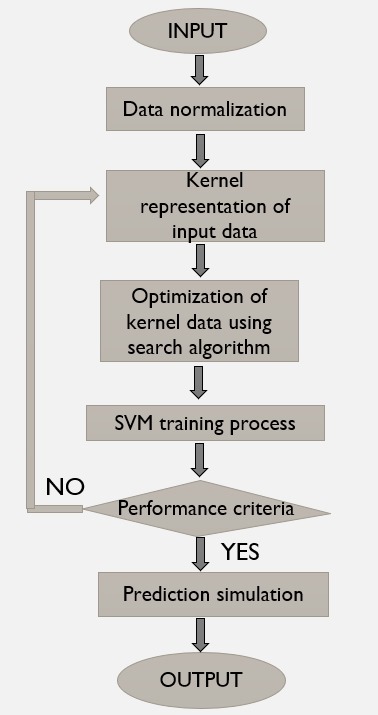 INPUT
Data normalization
Kernel
representation of
input data
Optimization of
kernel data using
search algorithm
SVM training process
NO
Performance criteria
YES
Prediction simulation
OUTPUT